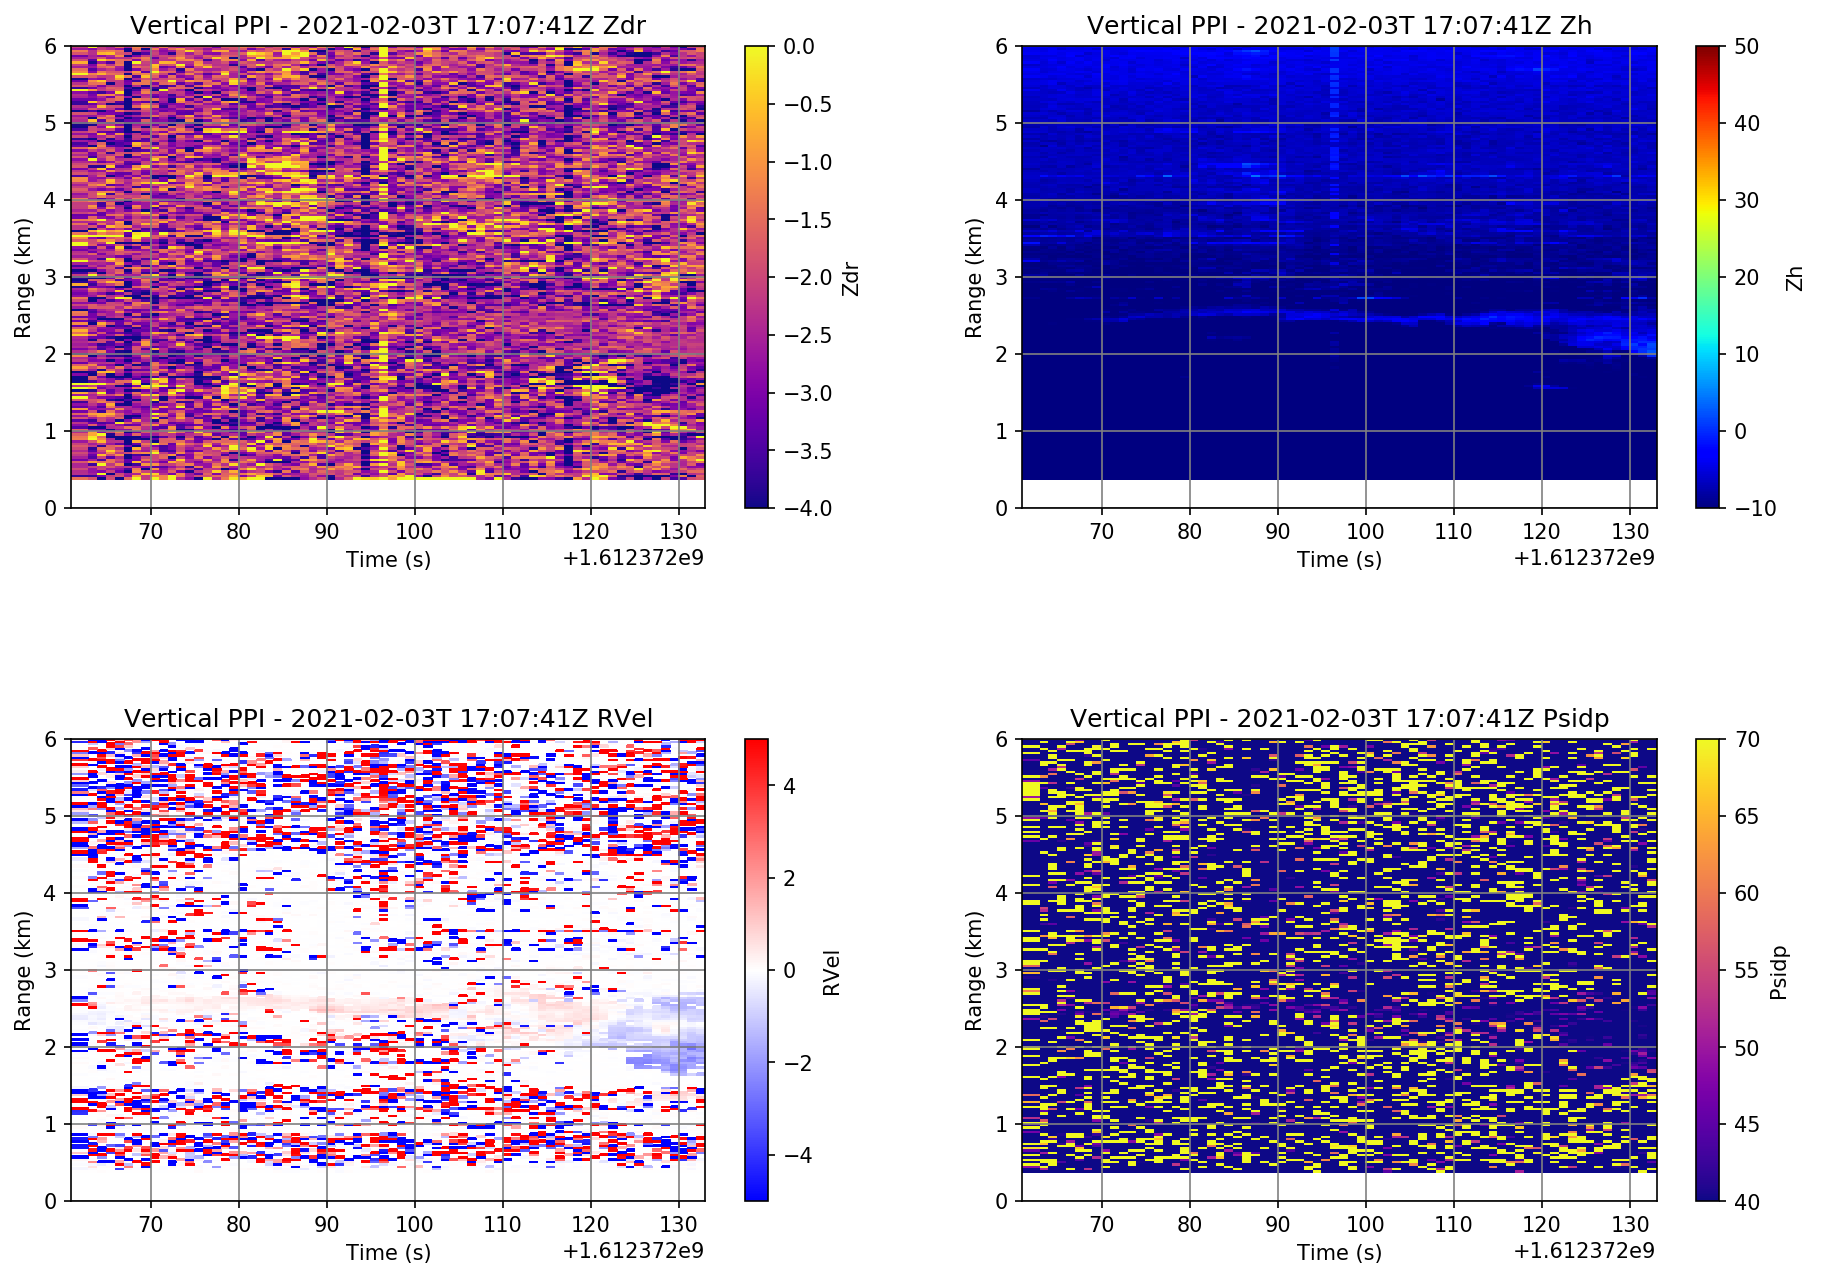 Vertical PPI - 2021-02-03T 17:07:41Z Zdr
6
5
4
3
2
1
0
Range (km)
70 80 90 100 110 120 130
Time (s)
+1.612372e9
0.0
−0.5
−1.0
−1.5
−2.0
−2.5
−3.0
−3.5
−4.0
Zdr
Vertical PPI - 2021-02-03T 17:07:41Z Zh
6
5
4
3
2
1
0
Range (km)
70 80 90 100 110 120 130
Time (s)
+1.612372e9
50
40
30
20
10
0
−10
Zh
Vertical PPI - 2021-02-03T 17:07:41Z RVel
6
5
4
3
2
1
0
Range (km)
70 80 90 100 110 120 130
Time (s)
+1.612372e9
4
2
0
−2
−4
RVel
Vertical PPI - 2021-02-03T 17:07:41Z Psidp
6
5
4
3
2
1
0
Range (km)
70 80 90 100 110 120 130
Time (s)
+1.612372e9
70
65
60
55
50
45
40
Psidp